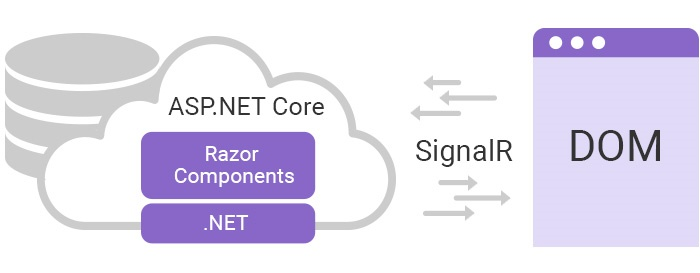 ASP.NET Core
Razor
Components
.NET
SignalR
DOM